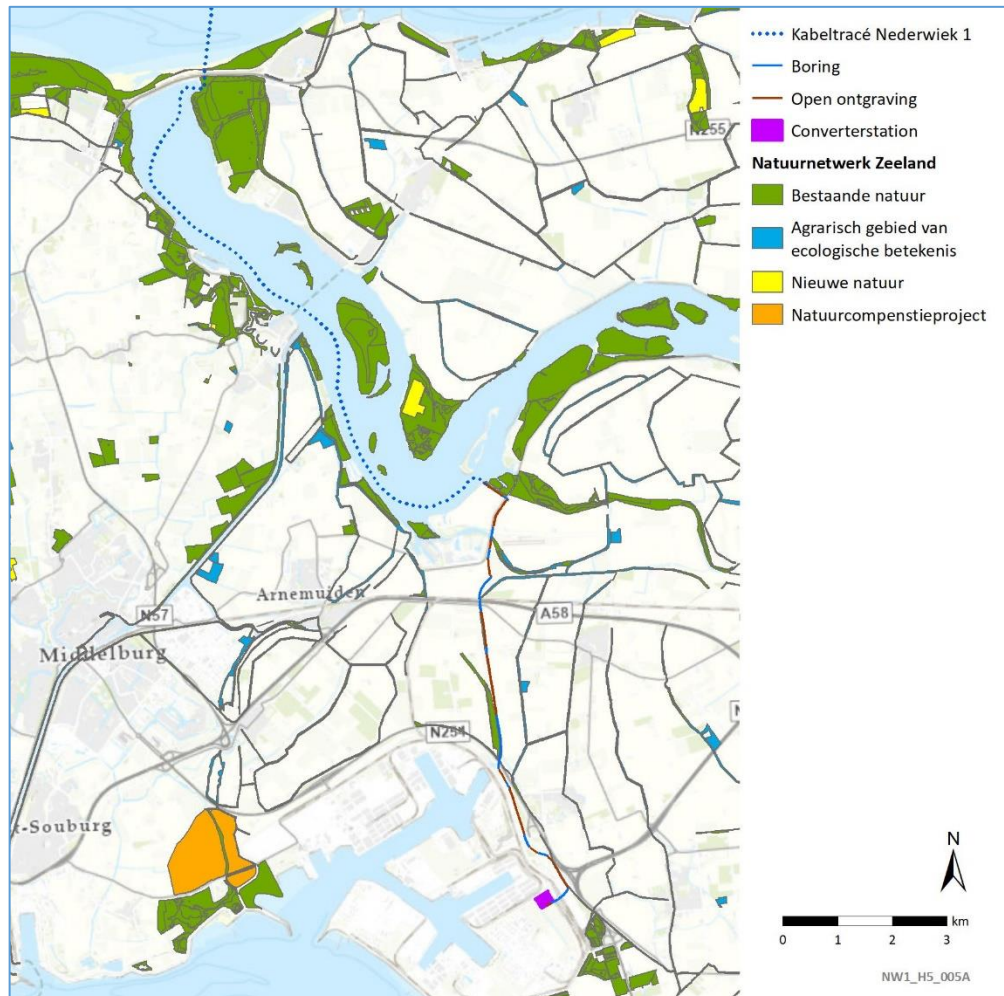 N255
N57
Arnemuiden
A58
Middelburg
N254
t-Souburg
Kabeltracé Nederwiek 1
Boring
Open ontgraving
Converterstation
Natuurnetwerk Zeeland
Bestaande natuur
Agrarisch gebied van
ecologische betekenis
Nieuwe natuur
Natuurcompenstieproject
N
km
0 1 2 3
NW1_H5_005A